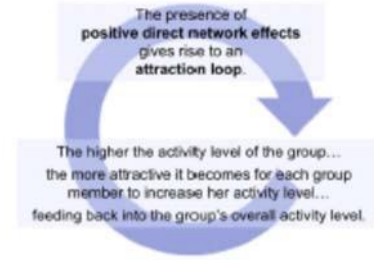 The presence of
positive direct network effects
gives rise to an
attraction loop.
The higher the activity level of the group...
the more attractive it becomes for each group
member to increase her activity level...
feeding back into the group's overall activity level.